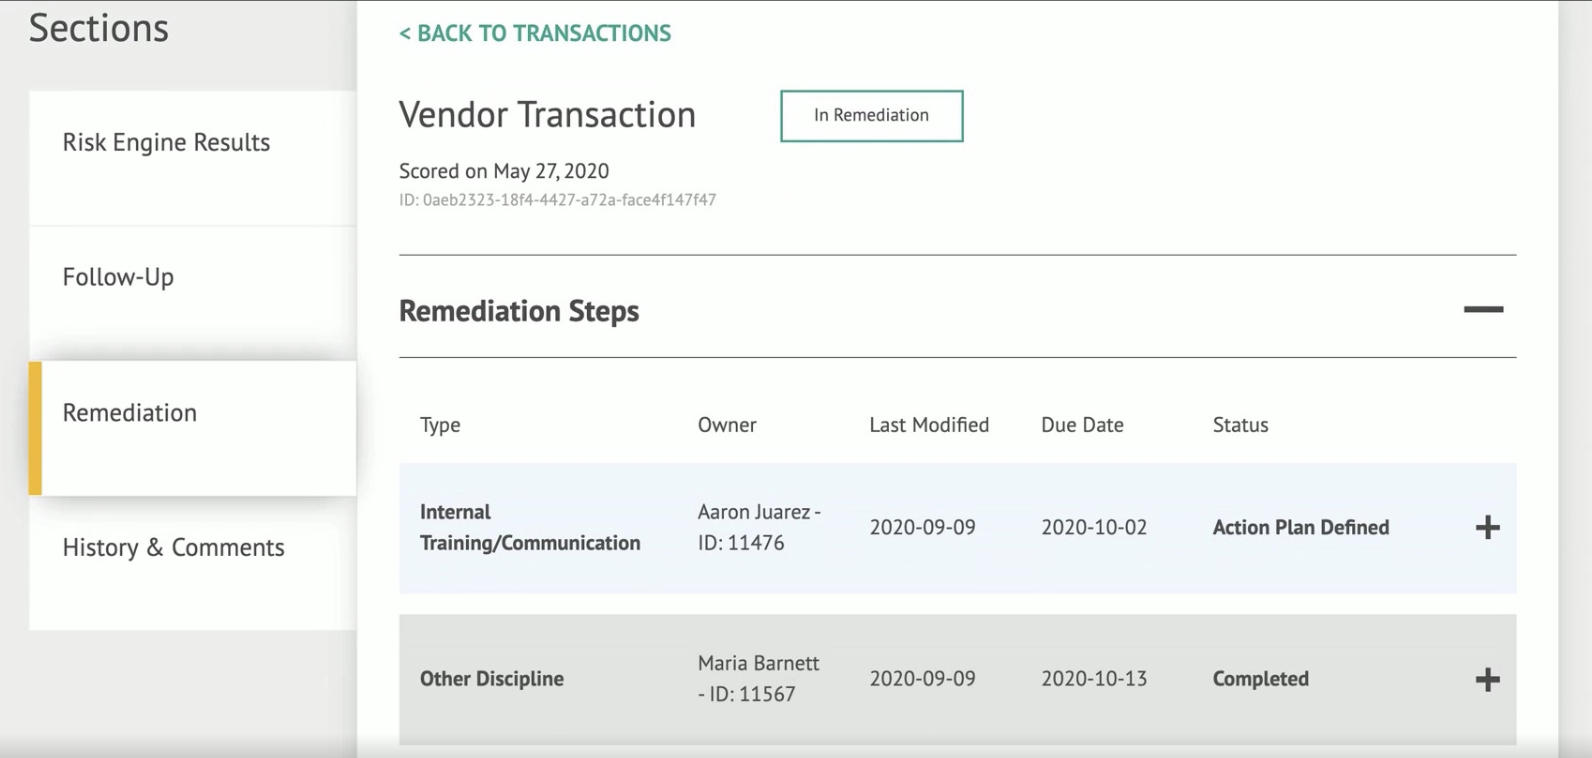 Sections
Risk Engine Results
Follow-Up
Remediation
History & Comments
< BACK TO TRANSACTIONS
Vendor Transaction
In Remediation
Scored on May 27, 2020
ID: 0aeb2323-18f4-4427-a72a-face4f147f47
Remediation Steps
Type Owner Last Modified Due Date Status
Internal
Training/Communication
Aaron Juarez -
ID: 11476
2020-09-09
2020-10-02
Action Plan Defined
Other Discipline
Maria Barnett
- ID: 11567
2020-09-09
2020-10-13
Completed